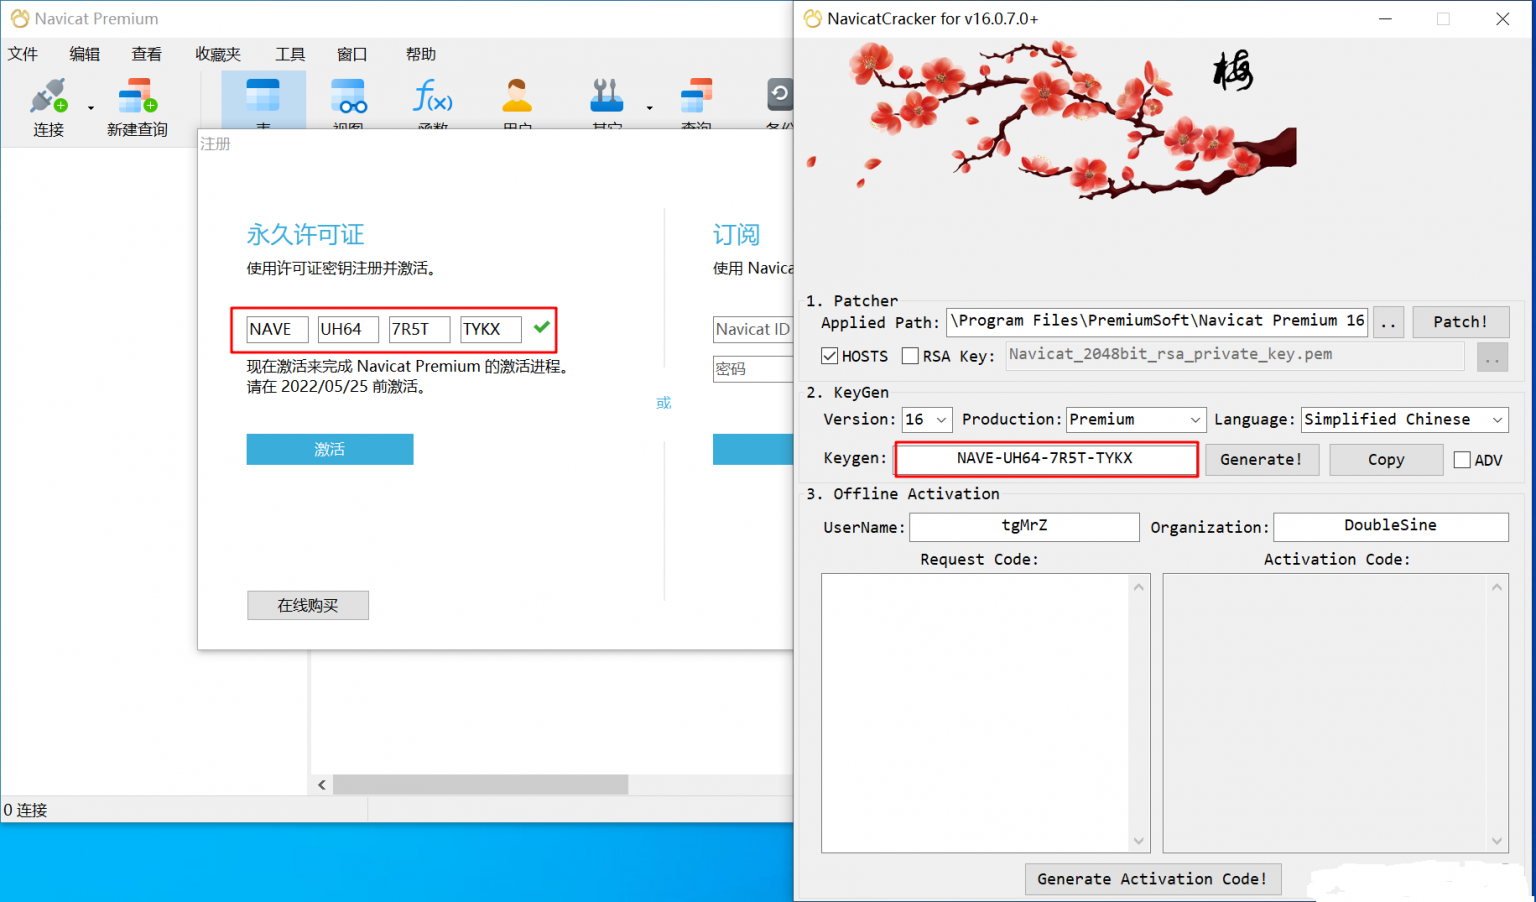 Navicat Premium
文件 编辑 查看 收藏夹 工具 窗口 帮助
连接 新建查询
注册
永久许可证
使用许可证密钥注册并激活。
NAVE UH64 7R5T TYKX
现在激活来完成 Navicat Premium 的激活进程。
请在 2022/05/25 前激活。
激活
在线购买
或
订阅
使用 Navica
Navicat ID
密码
0 连接
NavicatCracker for v16.0.7.0+
梅
1. Patcher
Applied Path: \Program Files\PremiumSoft\Navicat Premium 16 .. Patch!
HOSTS RSA Key: Navicat_2048bit_rsa_private_key.pem ..
2. KeyGen
Version: 16 Production: Premium Language: Simplified Chinese
Keygen: NAVE-UH64-7R5T-TYKX Generate! Copy ADV
3. Offline Activation
UserName: tgMrZ Organization: DoubleSine
Request Code: Activation Code:
Generate Activation Code!